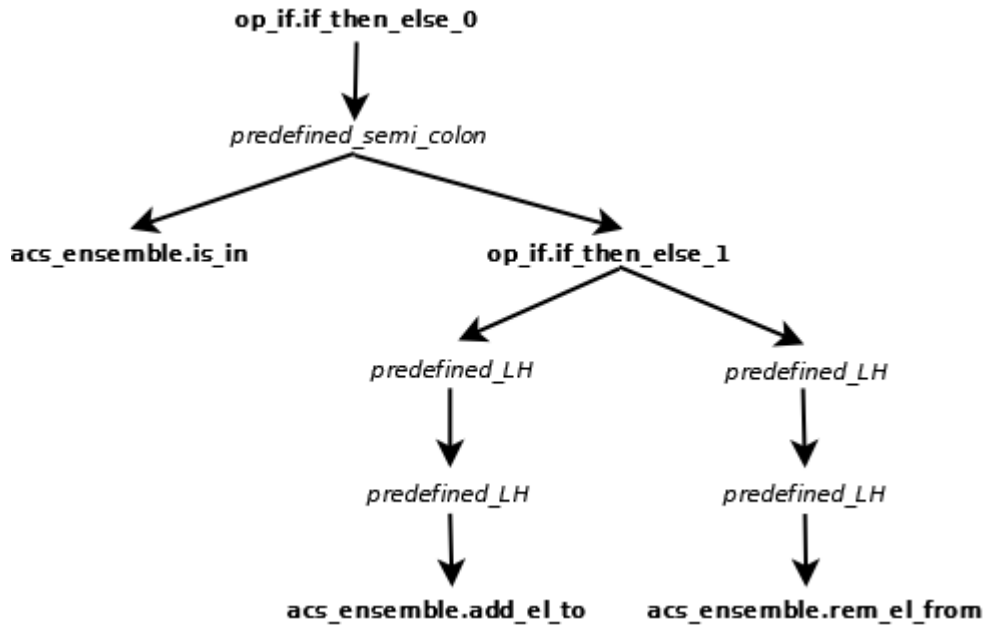 op_if.if_then_else_0
predefined_semi_colon
acs_ensemble.is_in
op_if.if_then_else_1
predefined_LH
predefined_LH
predefined_LH
predefined_LH
acs_ensemble.add_el_to
acs_ensemble.rem_el_from